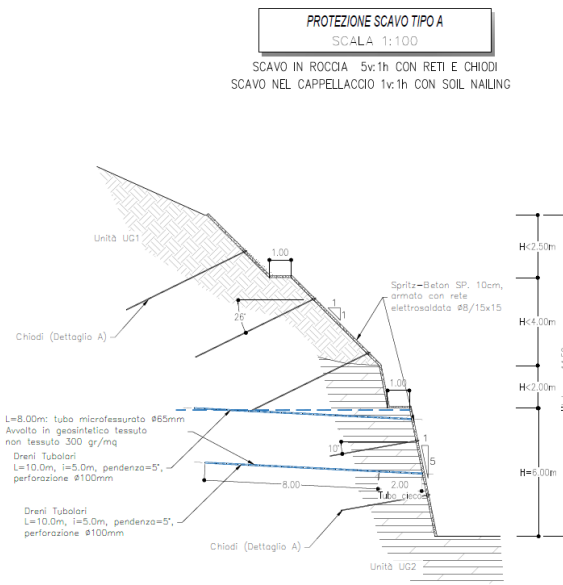 PROTEZIONE SCAVO TIPO A
SCALA 1:100
SCAVO IN ROCCIA 5v:1h CON RETI E CHIODI
SCAVO NEL CAPPELLACCIO 1v:1h CON SOIL NAILING
Unità UG1
1.00
H<2.50m
Spritz-Beton SP. 10cm,
armato con rete
elettrosaldata Ø8/15x15
1
1
26°
H<4.00m
Chiodi (Dettaglio A)
1.00
H<2.00m
L=8.00m: tubo microfessurato Ø65mm
Avvolto in geosintetico tessuto
non tessuto 300 gr/mq
Dreni Tubolari
L=10.0m, i=5.0m, pendenza=5°,
perforazione Ø100mm
10°
1
5
8.00
2.00
Tubo cieco
H=6.00m
Dreni Tubolari
L=10.0m, i=5.0m, pendenza=5°,
perforazione Ø100mm
Chiodi (Dettaglio A)
Unità UG2